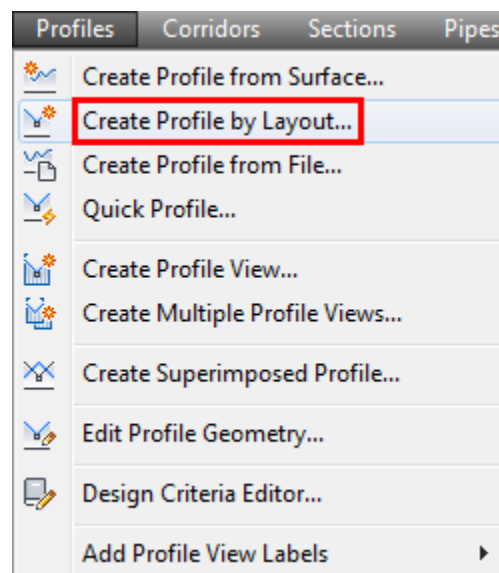 Profiles Corridors Sections Pipes
Create Profile from Surface...
Create Profile by Layout...
Create Profile from File...
Quick Profile...
Create Profile View...
Create Multiple Profile Views...
Create Superimposed Profile...
Edit Profile Geometry...
Design Criteria Editor...
Add Profile View Labels